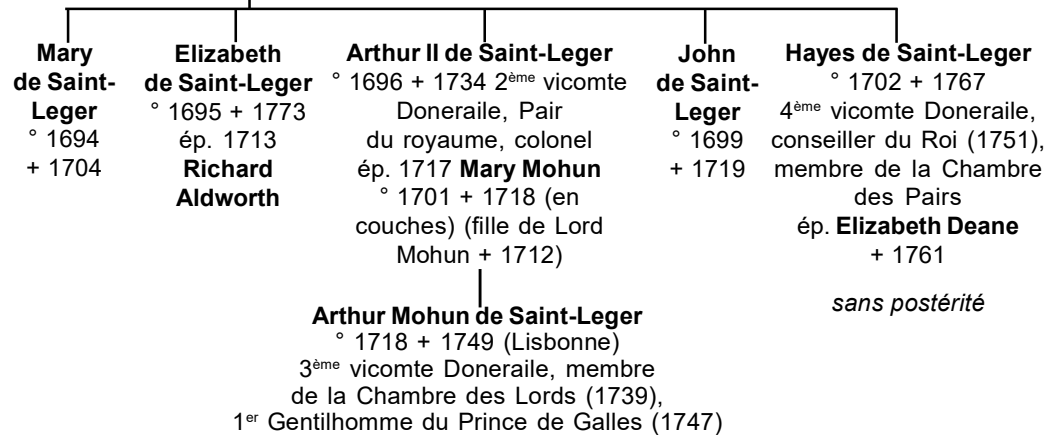 Mary
de Saint-
Leger
° 1694
+ 1704
Elizabeth
de Saint-Leger
° 1695 + 1773
ép. 1713
Richard
Aldworth
Arthur II de Saint-Leger
° 1696 + 1734 2ème vicomte
Doneraile, Pair
du royaume, colonel
ép. 1717 Mary Mohun
° 1701 + 1718 (en
couches) (fille de Lord
Mohun + 1712)
John
de Saint-
Leger
° 1699
+ 1719
Hayes de Saint-Leger
° 1702 + 1767
4ème vicomte Doneraile,
conseiller du Roi (1751),
membre de la Chambre
des Pairs
ép. Elizabeth Deane
+ 1761
sans postérité
Arthur Mohun de Saint-Leger
° 1718 + 1749 (Lisbonne)
3ème vicomte Doneraile, membre
de la Chambre des Lords (1739),
1er Gentilhomme du Prince de Galles (1747)